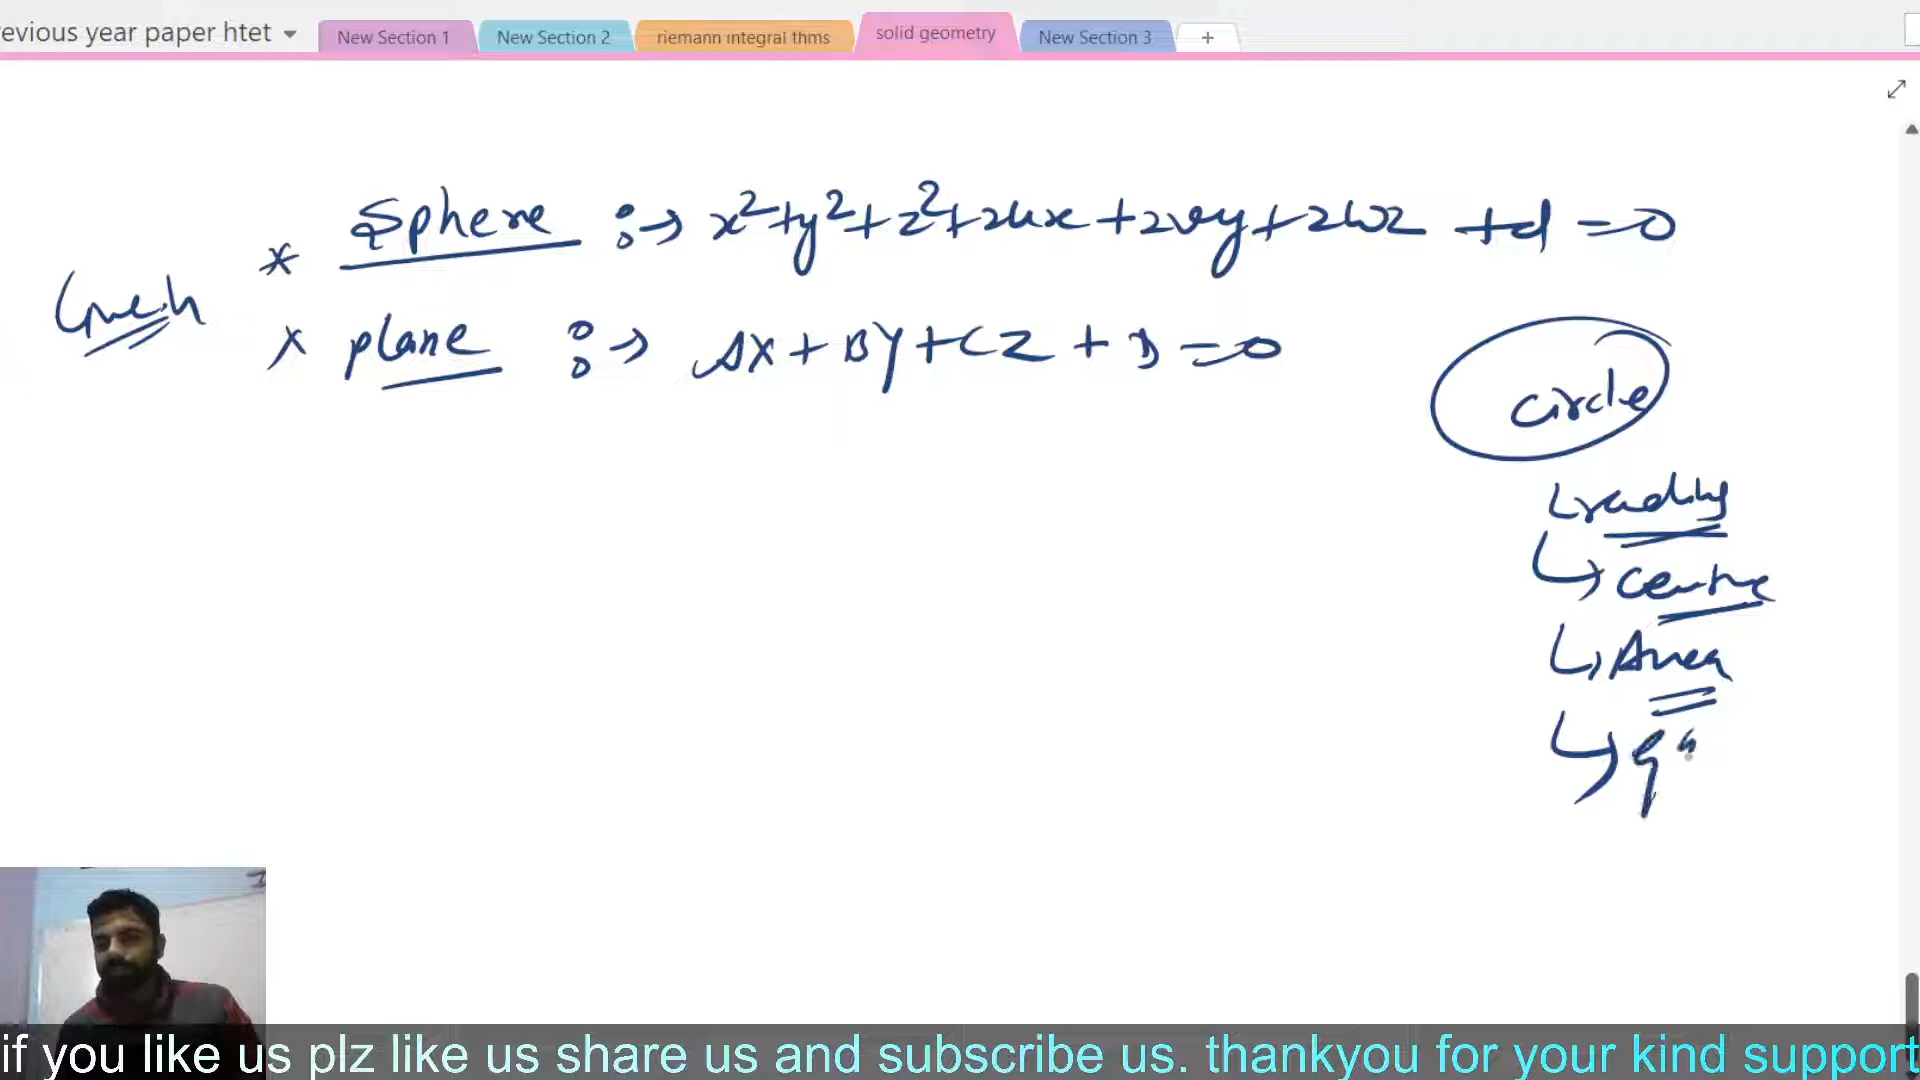 evious year paper htet
New Section 1
New Section 2
riemann integral thms
solid geometry
New Section 3
* Sphere :→ x²+y²+z²+2ux+2vy+2wz +d=0
Given
* plane :→ Ax+By+Cz+D=0
circle
↳radius
↳centre
↳Area
if you like us plz like us share us and subscribe us. thankyou for your kind support